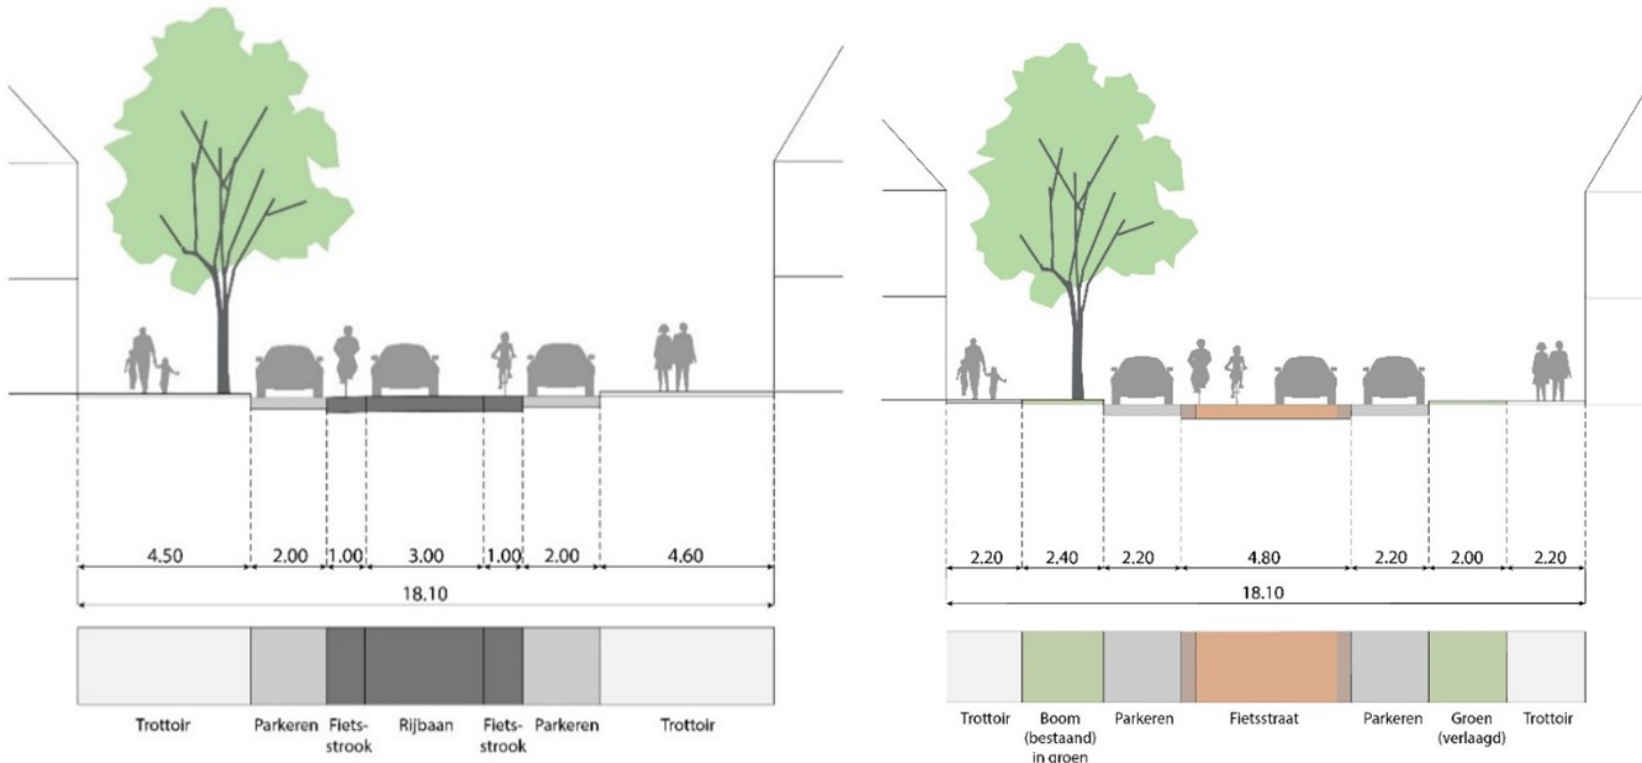 4.50 2.00 1.00 3.00 1.00 2.00 4.60
18.10
Trottoir Parkeren Fiets- Rijbaan Fiets- Parkeren Trottoir
strook strook
2.20 2.40 2.20 4.80 2.20 2.00 2.20
18.10
Trottoir Boom Parkeren Fietsstraat Parkeren Groen Trottoir
(bestaand) (verlaagd)
in groen